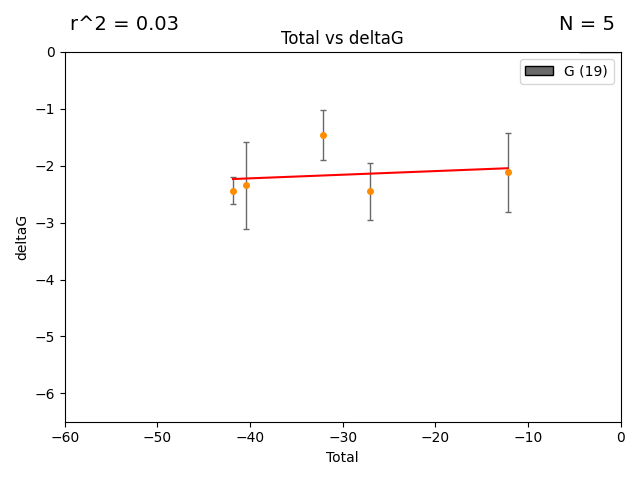 r^2 = 0.03
N = 5
Total vs deltaG
G (19)
deltaG
0
−1
−2
−3
−4
−5
−6
−60
−50
−40
−30
−20
−10
0
Total